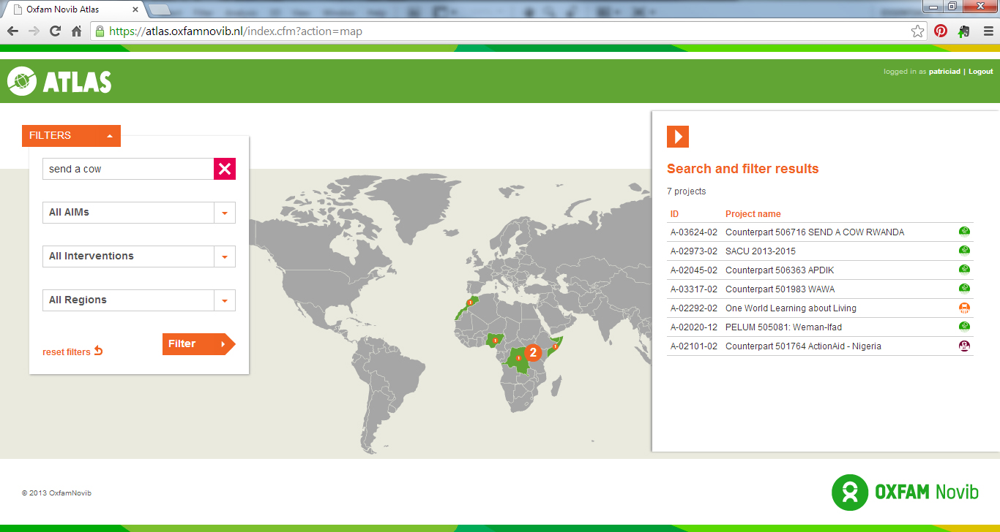 Oxfam Novib Atlas
https://atlas.oxfamnovib.nl/index.cfm?action=map
ATLAS
logged in as patriciad | Logout
FILTERS
send a cow
All AIMs
All Interventions
All Regions
reset filters
Filter
2
Search and filter results
7 projects
ID Project name
A-03624-02 Counterpart 506716 SEND A COW RWANDA
A-02973-02 SACU 2013-2015
A-02045-02 Counterpart 506363 APDIK
A-03317-02 Counterpart 501983 WAWA
A-02292-02 One World Learning about Living
A-02020-12 PELUM 505081: Weman-Ifad
A-02101-02 Counterpart 501764 ActionAid - Nigeria
© 2013 OxfamNovib
OXFAM Novib